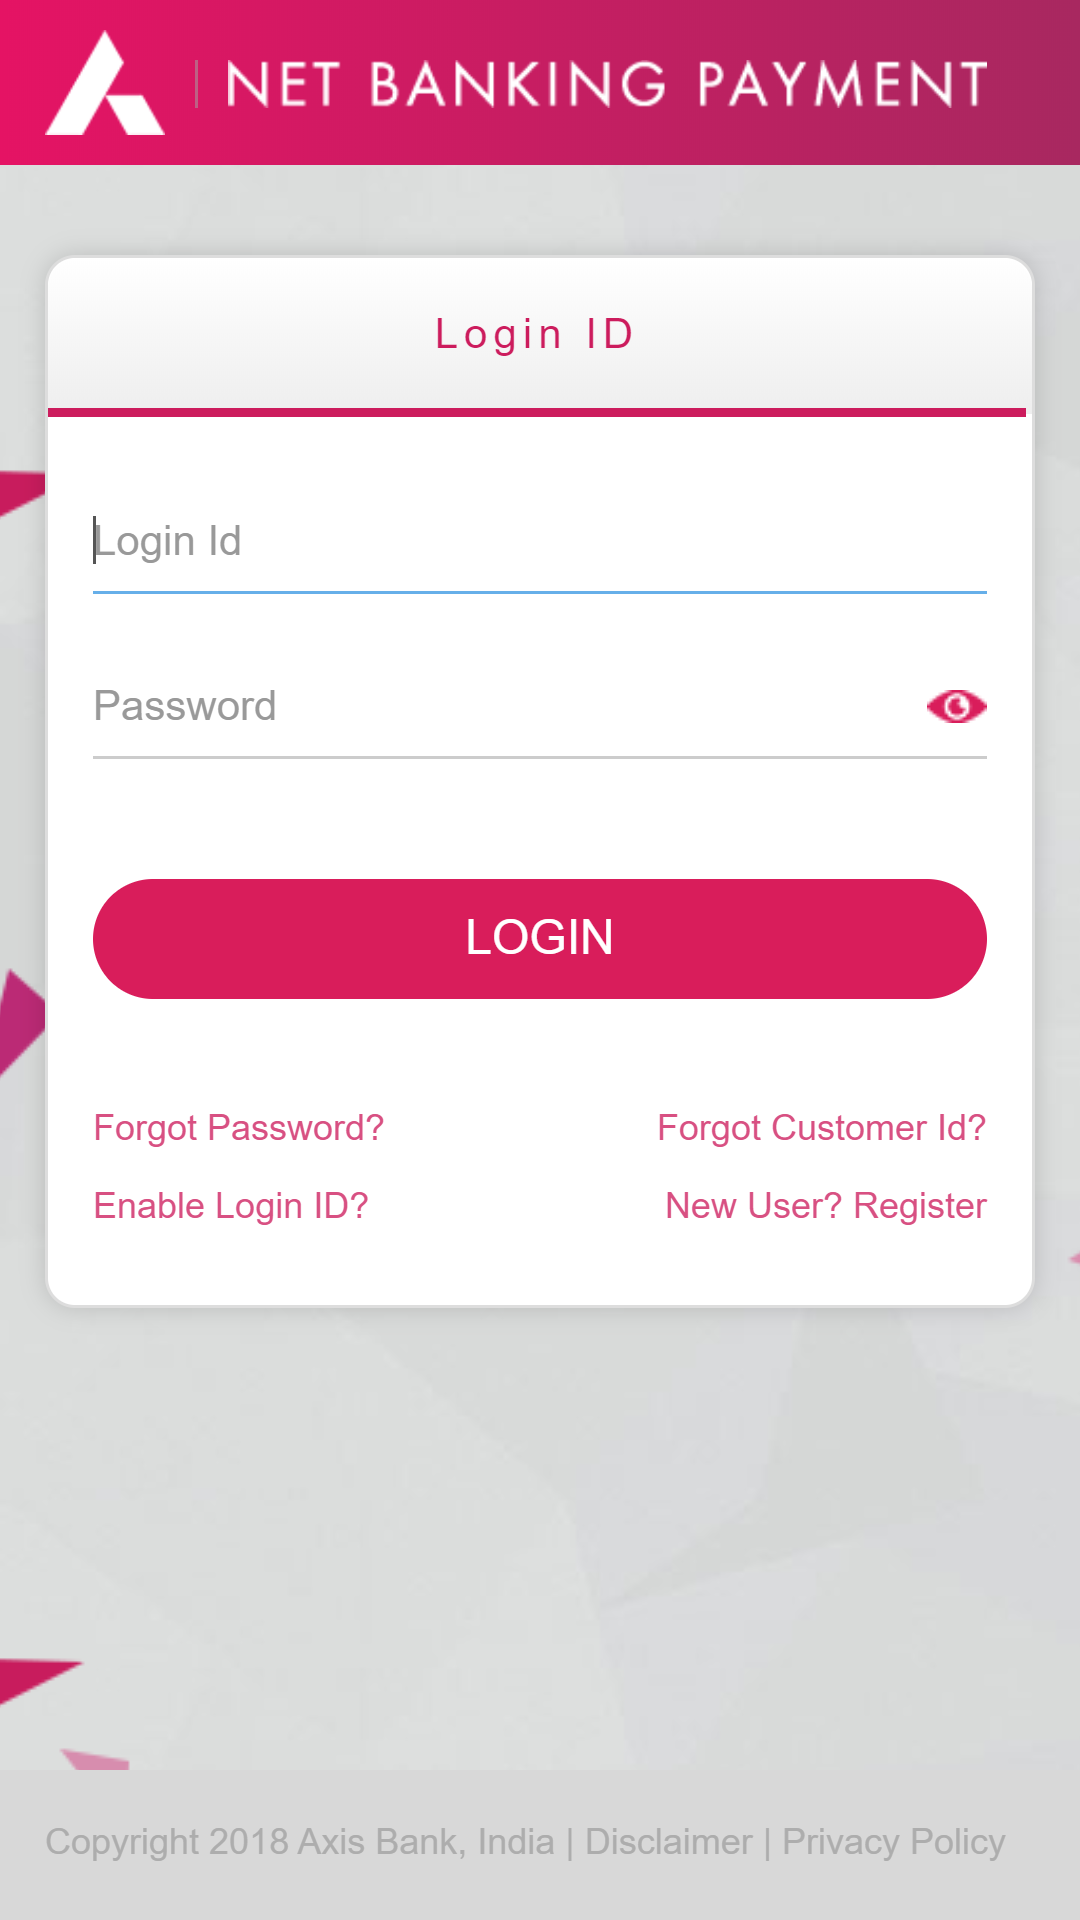 NET BANKING PAYMENT
Login ID
Login Id
Password
LOGIN
Forgot Password? Forgot Customer Id?
Enable Login ID? New User? Register
Copyright 2018 Axis Bank, India | Disclaimer | Privacy Policy